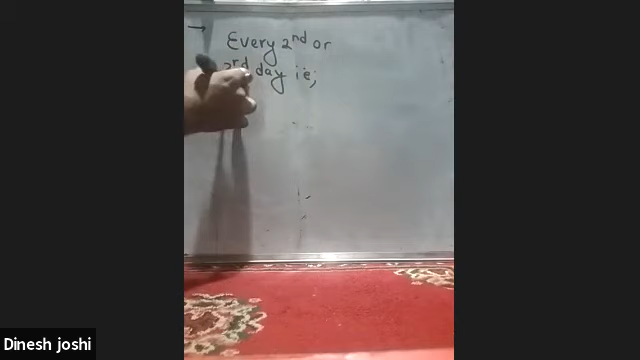 → Every 2nd or
3rd day ie;
Dinesh joshi